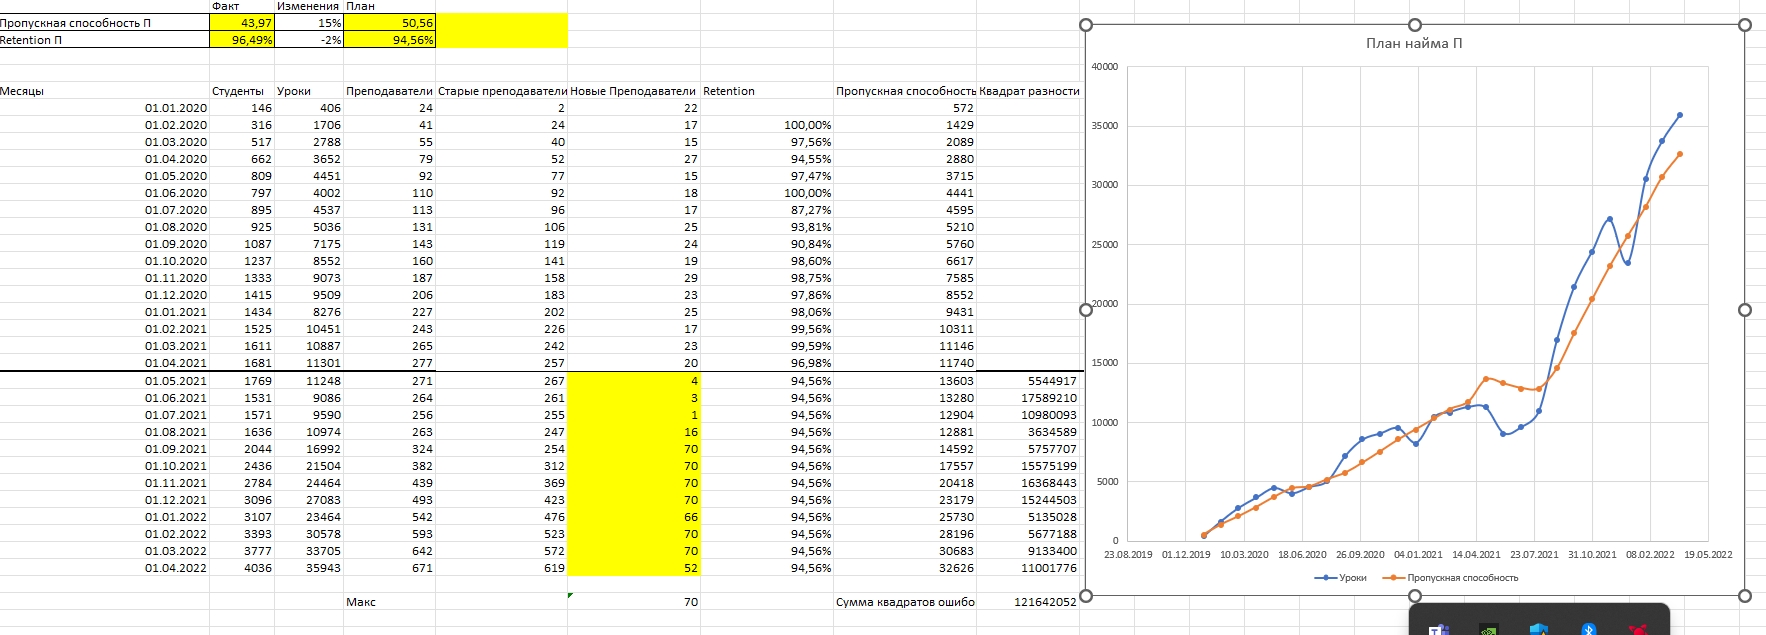 Факт Изменения План
Пропускная способность П 43,97 15% 50,56
Retention П 96,49% -2% 94,56%
Месяцы Студенты Уроки Преподаватели Старые преподаватели Новые Преподаватели Retention Пропускная способность Квадрат разности
01.01.2020 146 406 24 2 22 572
01.02.2020 316 1706 41 24 17 100,00% 1429
01.03.2020 517 2788 55 40 15 97,56% 2089
01.04.2020 662 3652 79 52 27 94,55% 2880
01.05.2020 809 4451 92 77 15 97,47% 3715
01.06.2020 797 4002 110 92 18 100,00% 4441
01.07.2020 895 4537 113 96 17 87,27% 4595
01.08.2020 925 5036 131 106 25 93,81% 5210
01.09.2020 1087 7175 143 119 24 90,84% 5760
01.10.2020 1237 8552 160 141 19 98,60% 6617
01.11.2020 1333 9073 187 158 29 98,75% 7585
01.12.2020 1415 9509 206 183 23 97,86% 8552
01.01.2021 1434 8276 227 202 25 98,06% 9431
01.02.2021 1525 10451 243 226 17 99,56% 10311
01.03.2021 1611 10887 265 242 23 99,59% 11146
01.04.2021 1681 11301 277 257 20 96,98% 11740
01.05.2021 1769 11248 271 267 4 94,56% 13603 5544917
01.06.2021 1531 9086 264 261 3 94,56% 13280 17589210
01.07.2021 1571 9590 256 255 1 94,56% 12904 10980093
01.08.2021 1636 10974 263 247 16 94,56% 12881 3634589
01.09.2021 2044 16992 324 254 70 94,56% 14592 5757707
01.10.2021 2436 21504 382 312 70 94,56% 17557 15575199
01.11.2021 2784 24464 439 369 70 94,56% 20418 16368443
01.12.2021 3096 27083 493 423 70 94,56% 23179 15244503
01.01.2022 3107 23464 542 476 66 94,56% 25730 5135028
01.02.2022 3393 30578 593 523 70 94,56% 28196 5677188
01.03.2022 3777 33705 642 572 70 94,56% 30683 9133400
01.04.2022 4036 35943 671 619 52 94,56% 32626 11001776
Макс 70 Сумма квадратов ошибо 121642052
План найма П
40000
35000
30000
25000
20000
15000
10000
5000
0
23.08.2019 01.12.2019 10.03.2020 18.06.2020 26.09.2020 04.01.2021 14.04.2021 23.07.2021 31.10.2021 08.02.2022 19.05.2022
Уроки Пропускная способность